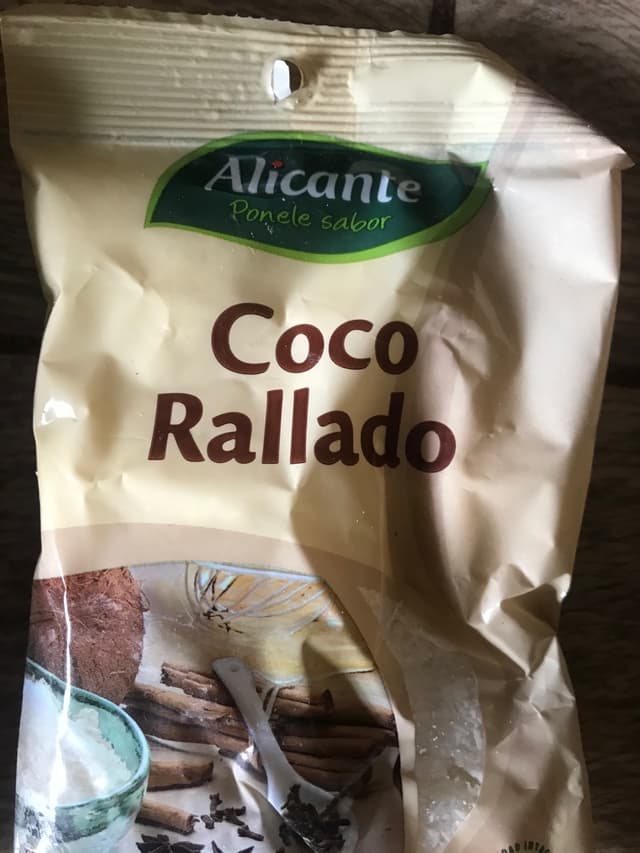 Alicante
Ponele sabor
Coco
Rallado